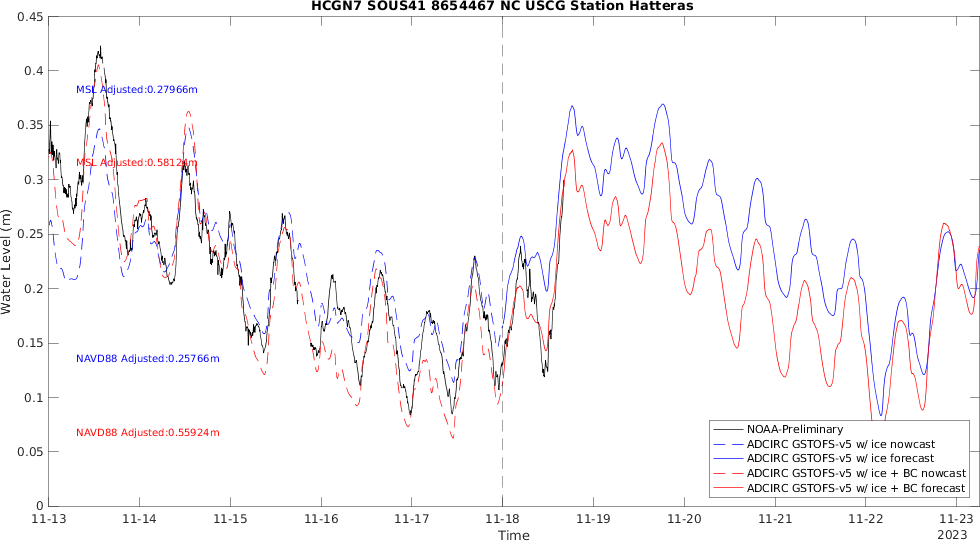 HCGN7 SOUS41 8654467 NC USCG Station Hatteras
Water Level (m)
0.45
0.4
0.35
0.3
0.25
0.2
0.15
0.1
0.05
0
MSL Adjusted:0.27966m
MSL Adjusted:0.5812 m
NAVD88 Adjusted:0.25766m
NAVD88 Adjusted:0.55924m
NOAA-Preliminary
ADCIRC GSTOFS-v5 w/ ice nowcast
ADCIRC GSTOFS-v5 w/ ice forecast
ADCIRC GSTOFS-v5 w/ ice + BC nowcast
ADCIRC GSTOFS-v5 w/ ice + BC forecast
11-13 11-14 11-15 11-16 11-17 11-18 11-19 11-20 11-21 11-22 11-23
Time
2023